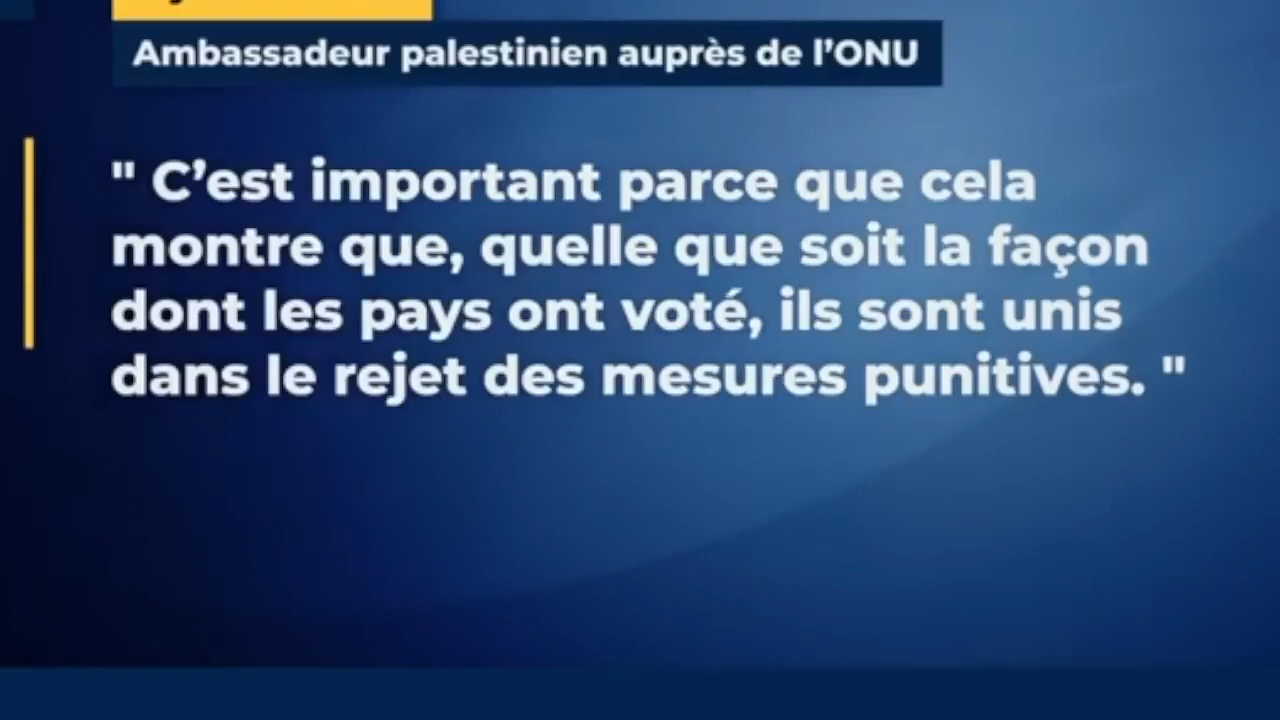 Ambassadeur palestinien auprès de l’ONU
" C’est important parce que cela
montre que, quelle que soit la façon
dont les pays ont voté, ils sont unis
dans le rejet des mesures punitives. "